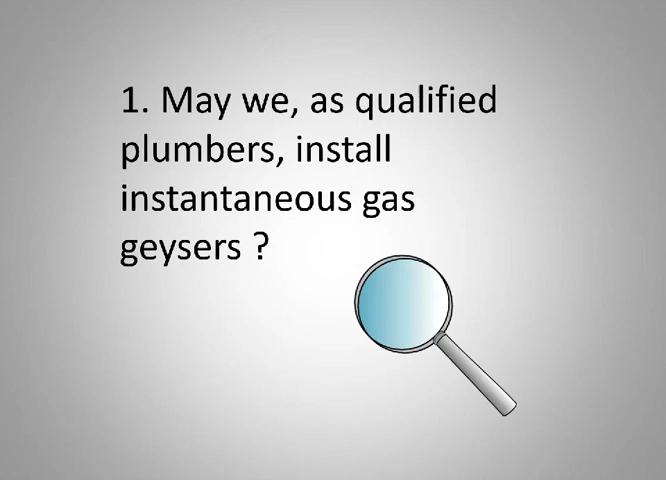 1. May we, as qualified
plumbers, install
instantaneous gas
geysers ?